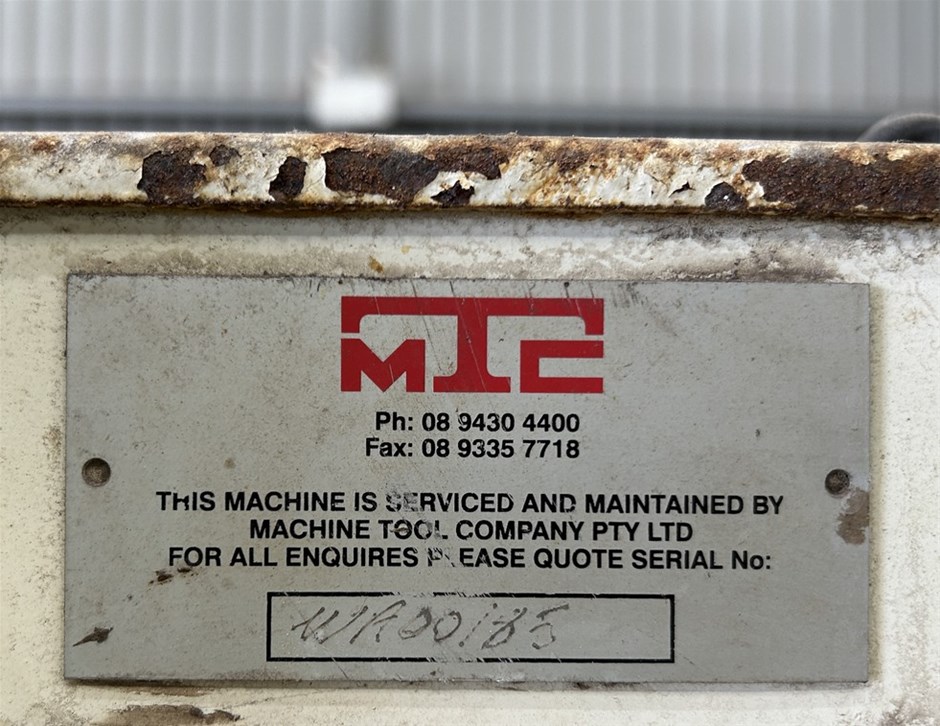 MTC
Ph: 08 9430 4400
Fax: 08 9335 7718
THIS MACHINE IS SERVICED AND MAINTAINED BY
MACHINE TOOL COMPANY PTY LTD
FOR ALL ENQUIRES PLEASE QUOTE SERIAL No:
WA20185